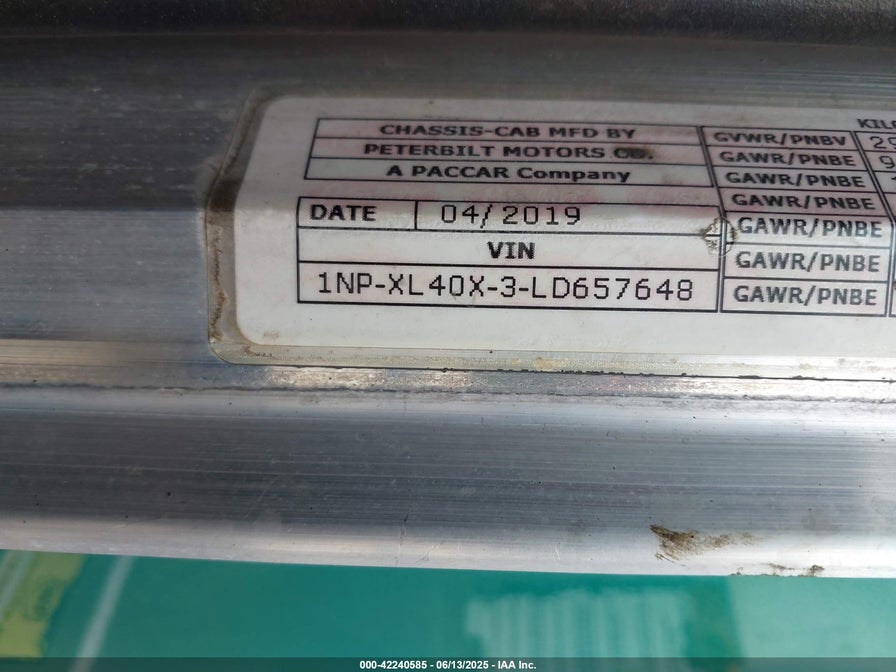 CHASSIS-CAB MFD BY
PETERBILT MOTORS CO.
A PACCAR Company
DATE 04/2019
VIN
1NP-XL40X-3-LD657648
GVWR/PNBV
GAWR/PNBE
GAWR/PNBE
GAWR/PNBE
GAWR/PNBE
GAWR/PNBE
GAWR/PNBE
000-42240585 - 06/13/2025 - IAA Inc.